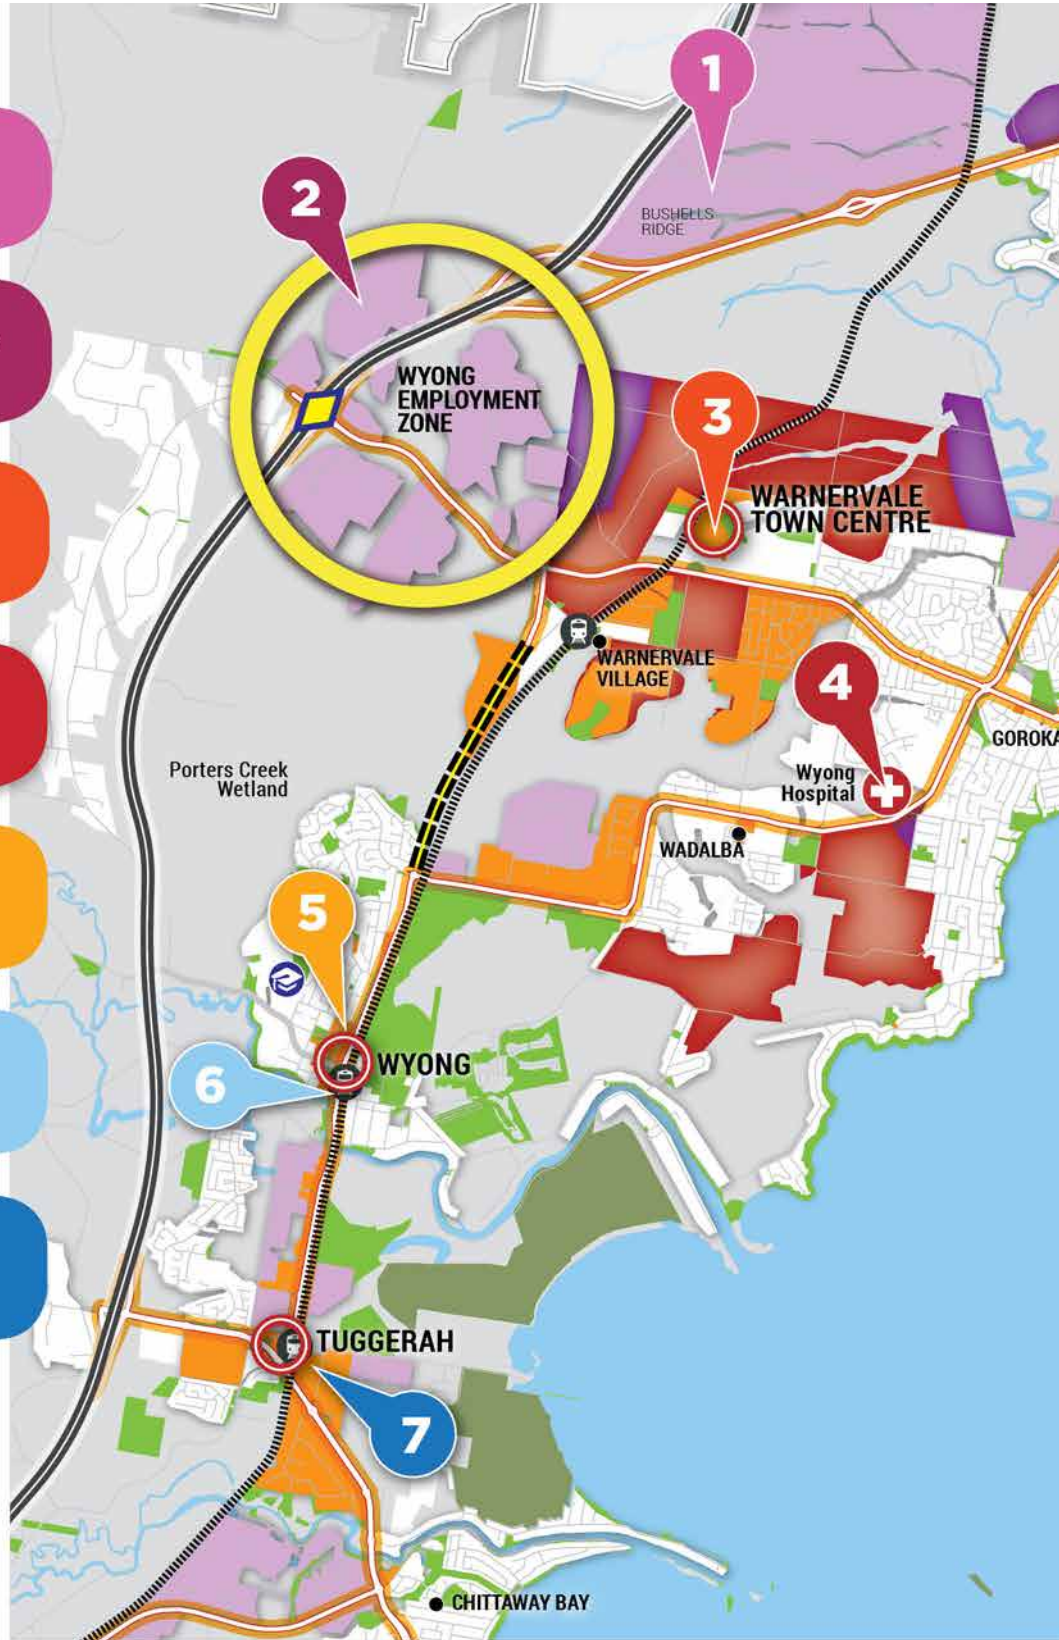 1
2
BUSHELLS
RIDGE
WYONG
EMPLOYMENT
ZONE
3
WARNERVALE
TOWN CENTRE
WARNERVALE
VILLAGE
4
GOROKA
Porters Creek
Wetland
Wyong
Hospital
WADALBA
5
WYONG
6
TUGGERAH
7
CHITTAWAY BAY